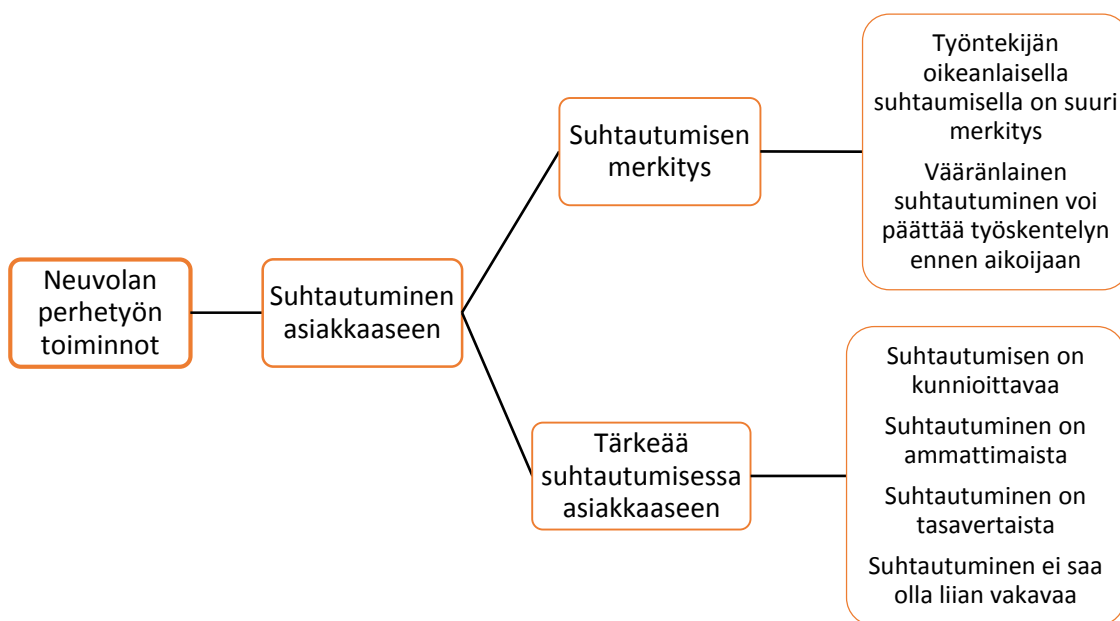 Neuvolan
perhetyön
toiminnot
Suhtautuminen
asiakkaaseen
Suhtautumisen
merkitys
Työntekijän
oikeanlaisella
suhtaumisella on suuri
merkitys
Vääränlainen
suhtautuminen voi
päättää työskentelyn
ennen aikoijaan
Tärkeää
suhtautumisessa
asiakkaaseen
Suhtautumisen on
kunnioittavaa
Suhtautuminen on
ammattimaista
Suhtautuminen on
tasavertaista
Suhtautuminen ei saa
olla liian vakavaa